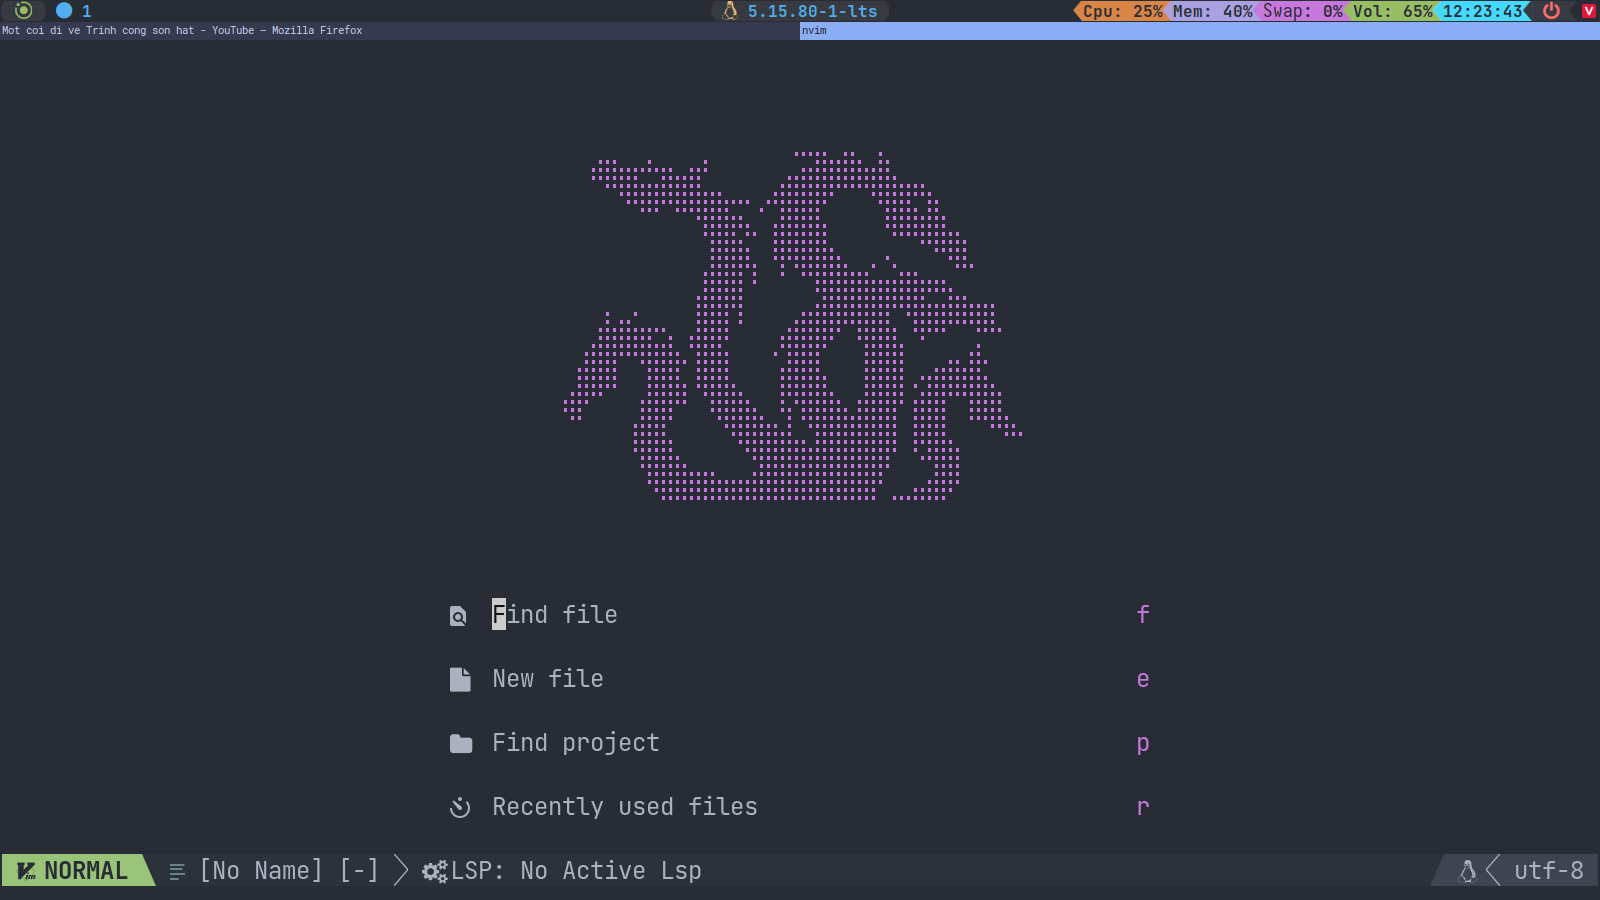 1
5.15.80-1-lts
Cpu: 25% Mem: 40% Swap: 0% Vol: 65% 12:23:43
Mot coi di ve Trinh cong son hat - YouTube — Mozilla Firefox
nvim
Find file f
New file e
Find project p
Recently used files r
NORMAL [No Name] [-] LSP: No Active Lsp utf-8